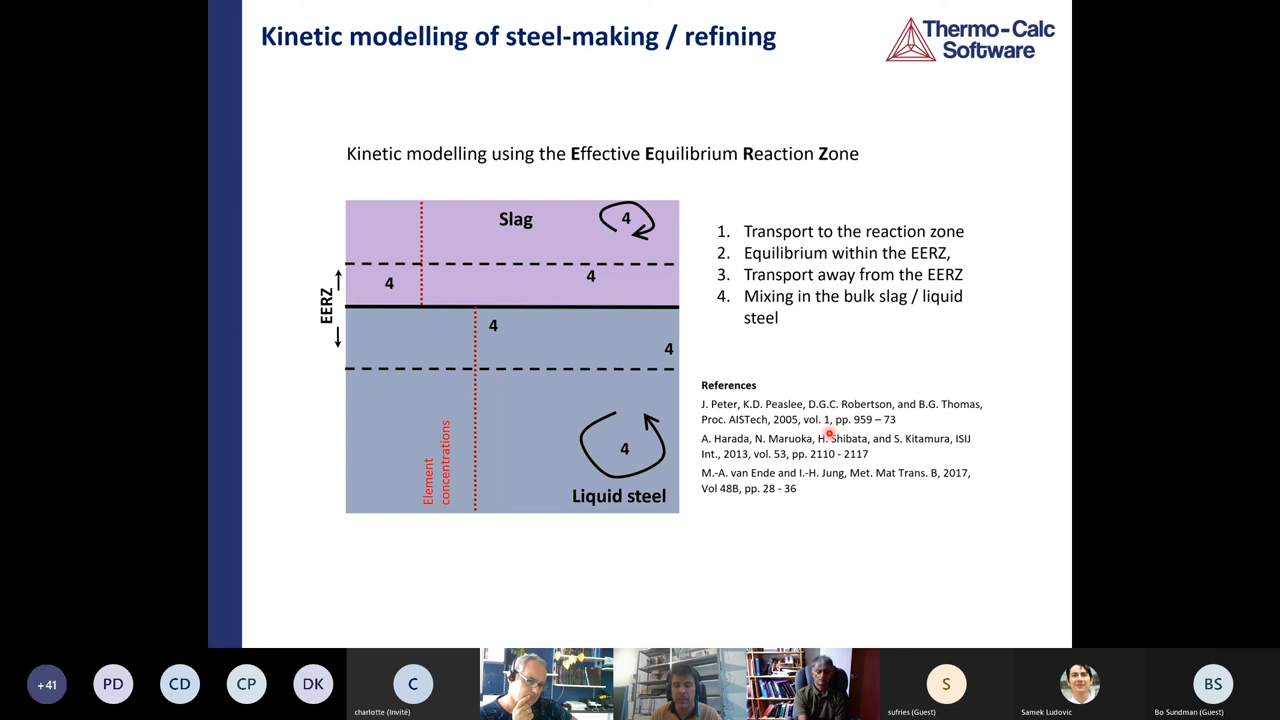 Kinetic modelling of steel-making / refining
Thermo-Calc
Software
Kinetic modelling using the Effective Equilibrium Reaction Zone
Slag
4
4
4
EERZ
4
4
4
Element
concentrations
Liquid steel
1. Transport to the reaction zone
2. Equilibrium within the EERZ,
3. Transport away from the EERZ
4. Mixing in the bulk slag / liquid
steel
References
J. Peter, K.D. Peaslee, D.G.C. Robertson, and B.G. Thomas,
Proc. AISTech, 2005, vol. 1, pp. 959 – 73
A. Harada, N. Maruoka, H. Shibata, and S. Kitamura, ISIJ
Int., 2013, vol. 53, pp. 2110 - 2117
M.-A. van Ende and I.-H. Jung, Met. Mat Trans. B, 2017,
Vol 48B, pp. 28 - 36
+41
PD
CD
CP
DK
C
charlotte (Invité)
S
sufries (Guest)
Samek Ludovic
BS
Bo Sundman (Guest)